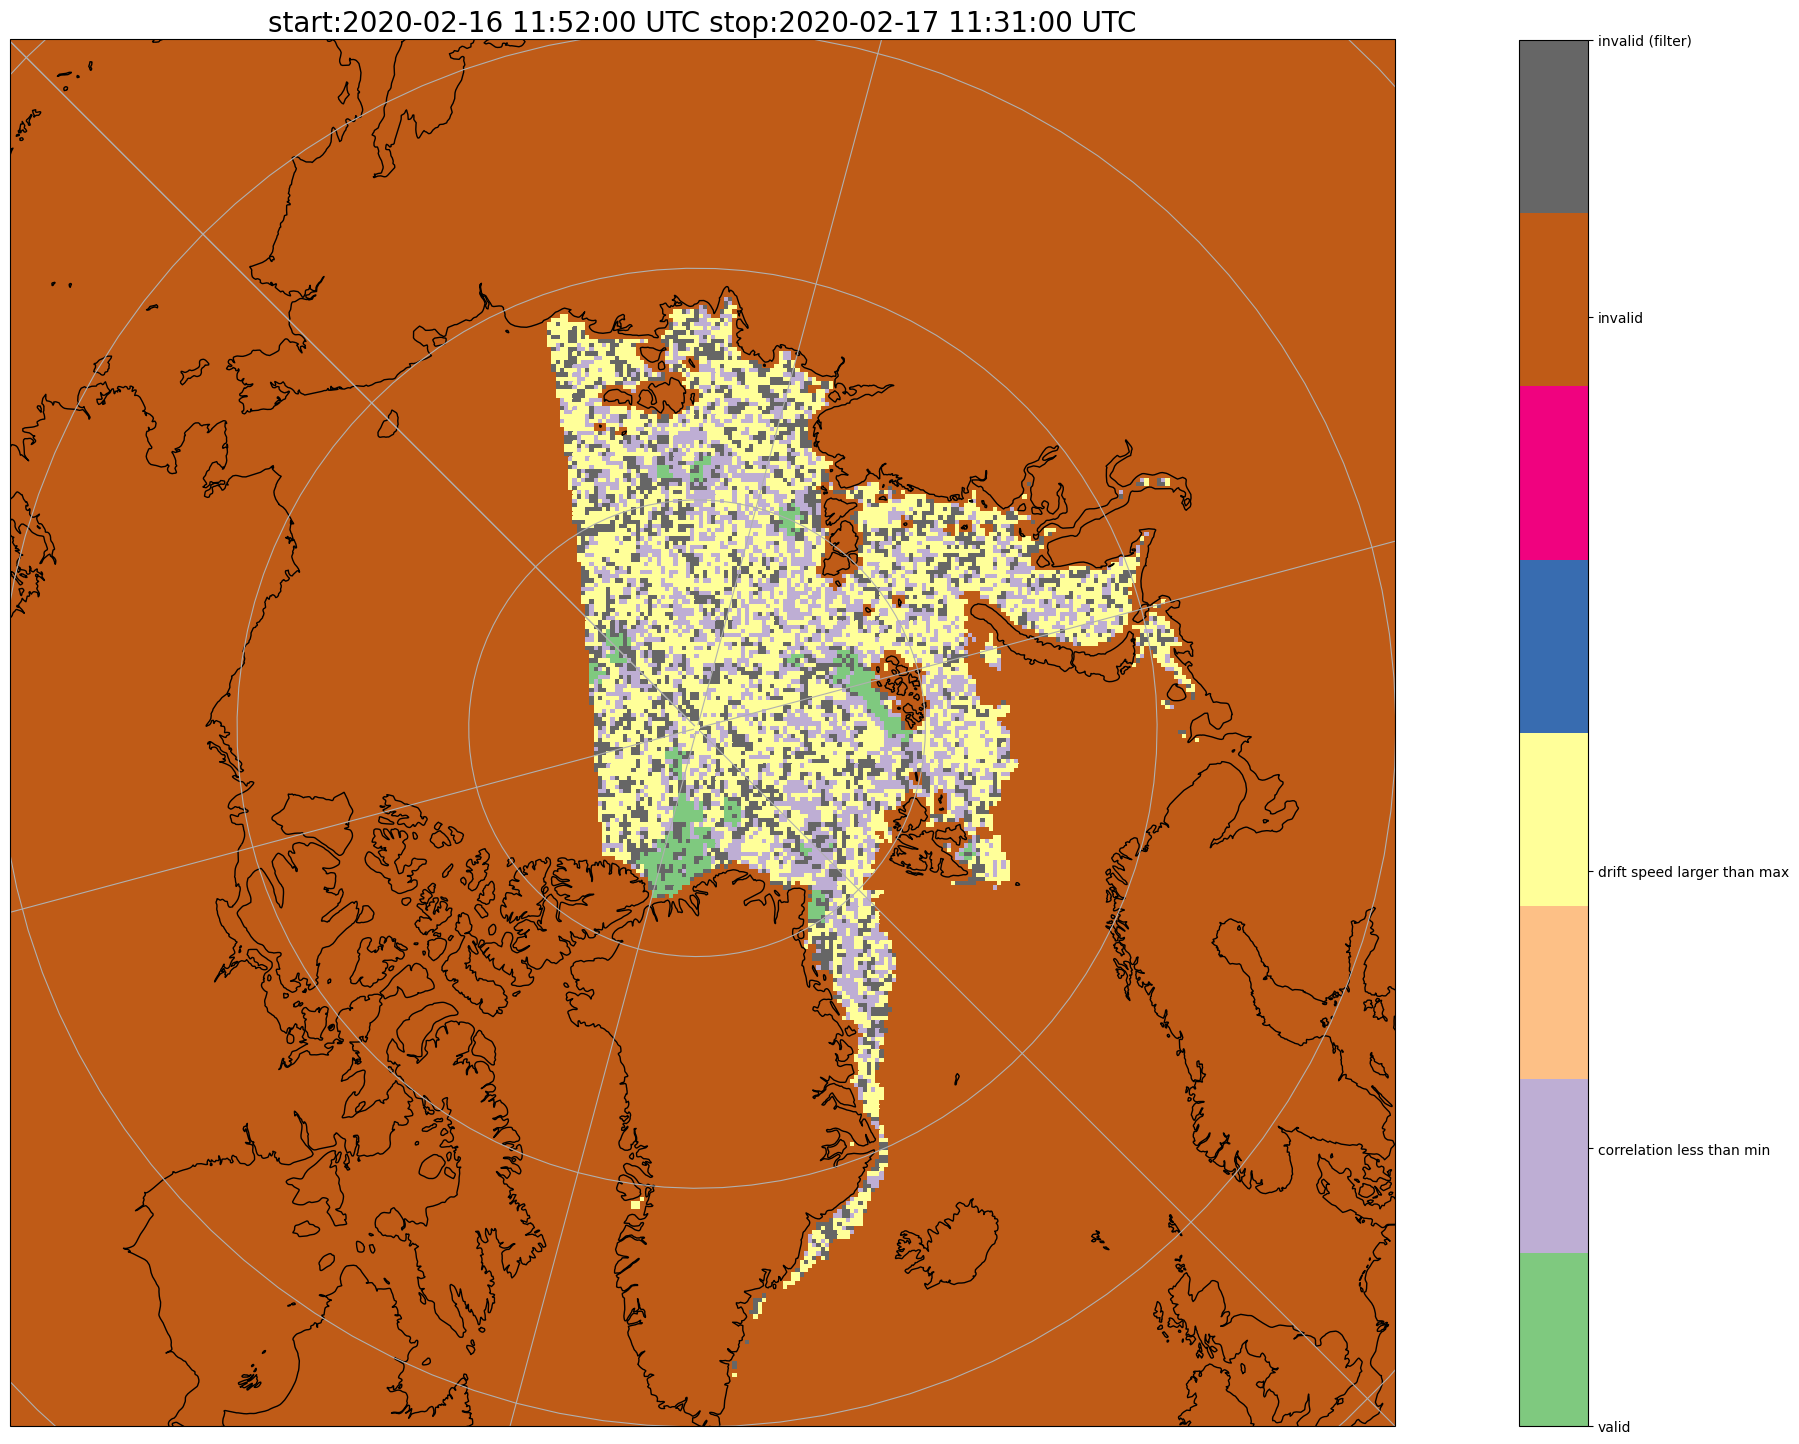 start:2020-02-16 11:52:00 UTC stop:2020-02-17 11:31:00 UTC
invalid (filter)
invalid
drift speed larger than max
correlation less than min
valid